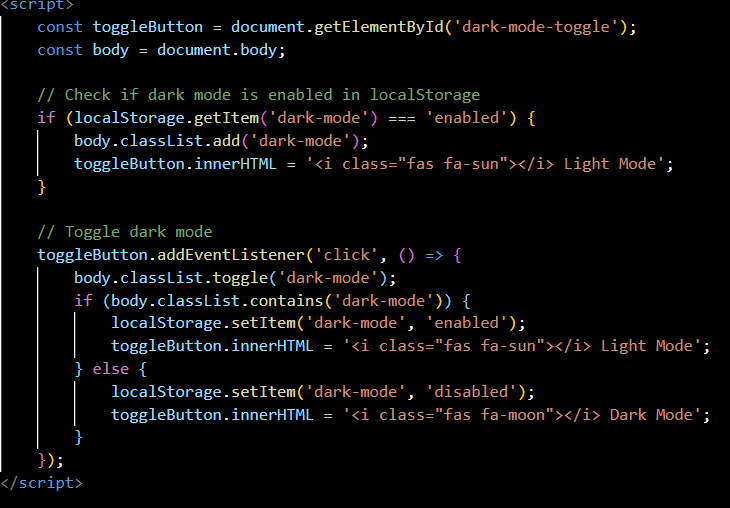 <script>
    const toggleButton = document.getElementById('dark-mode-toggle');
    const body = document.body;

    // Check if dark mode is enabled in localStorage
    if (localStorage.getItem('dark-mode') === 'enabled') {
        body.classList.add('dark-mode');
        toggleButton.innerHTML = '<i class="fas fa-sun"></i> Light Mode';
    }

    // Toggle dark mode
    toggleButton.addEventListener('click', () => {
        body.classList.toggle('dark-mode');
        if (body.classList.contains('dark-mode')) {
            localStorage.setItem('dark-mode', 'enabled');
            toggleButton.innerHTML = '<i class="fas fa-sun"></i> Light Mode';
        } else {
            localStorage.setItem('dark-mode', 'disabled');
            toggleButton.innerHTML = '<i class="fas fa-moon"></i> Dark Mode';
        }
    });
</script>